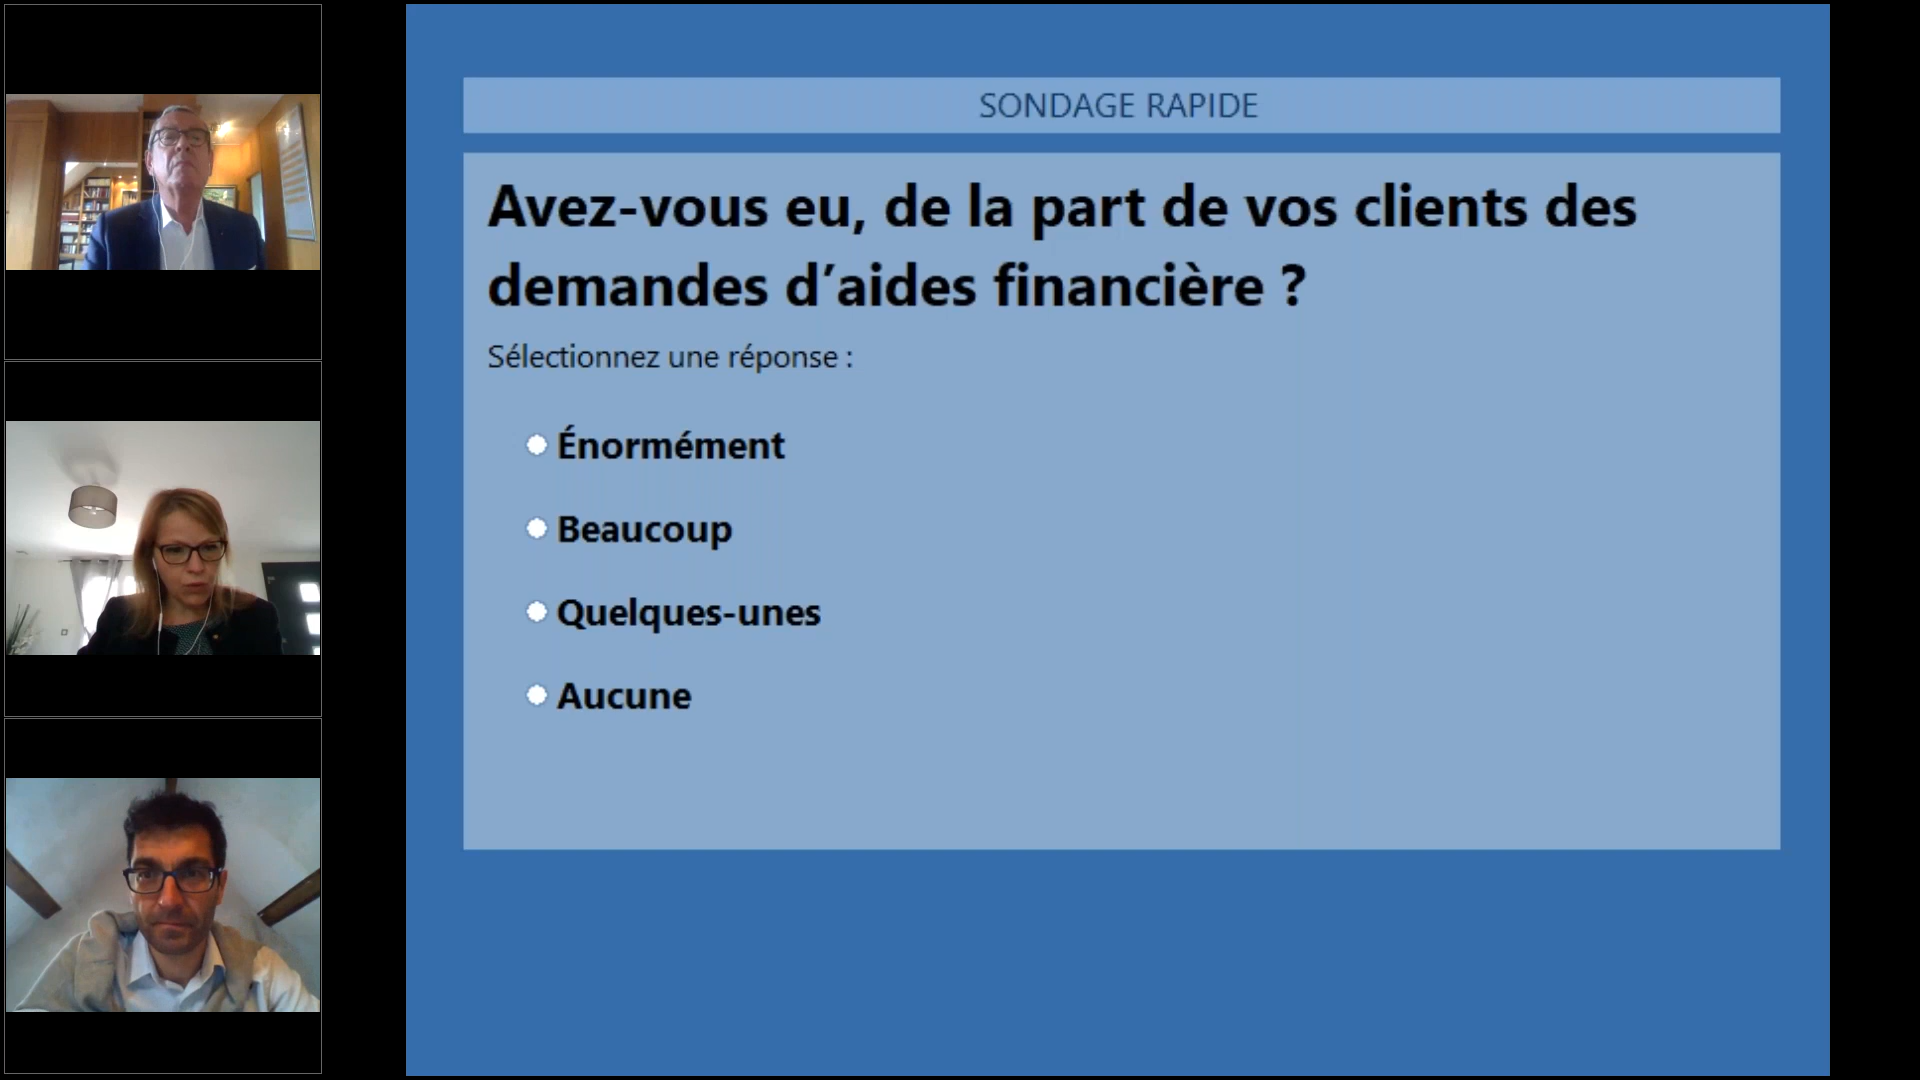 SONDAGE RAPIDE
Avez-vous eu, de la part de vos clients des
demandes d’aides financière ?
Sélectionnez une réponse :
Énormément
Beaucoup
Quelques-unes
Aucune